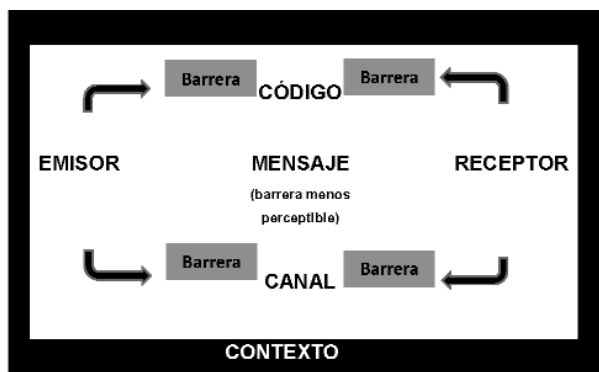 Barrera
CÓDIGO
Barrera
EMISOR
MENSAJE
RECEPTOR
(barrera menos
perceptible)
Barrera
CANAL
Barrera
CONTEXTO